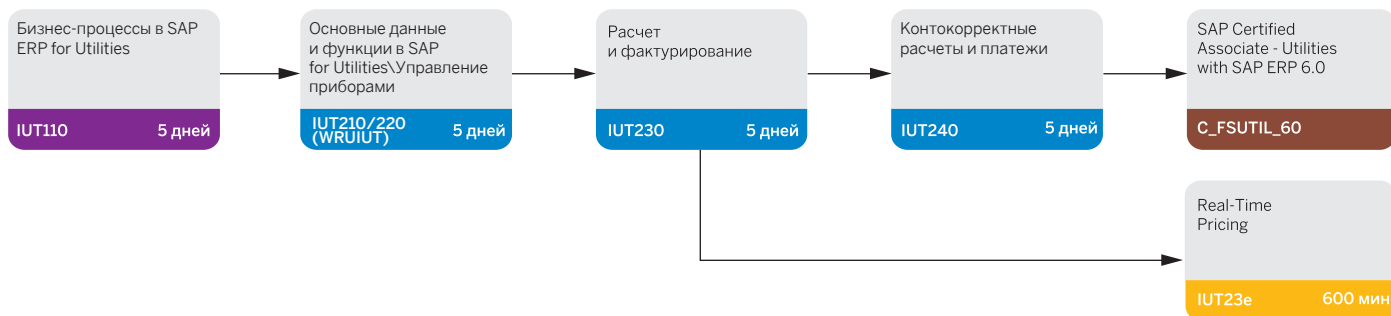 Бизнес-процессы в SAP
ERP for Utilities
IUT110 5 дней
Основные данные
и функции в SAP
for Utilities\Управление
приборами
IUT210/220
(WRUIUT) 5 дней
Расчет
и фактурирование
IUT230 5 дней
Контокорректные
расчеты и платежи
IUT240 5 дней
SAP Certified
Associate - Utilities
with SAP ERP 6.0
C_FSUTIL_60
Real-Time
Pricing
IUT23e 600 мин